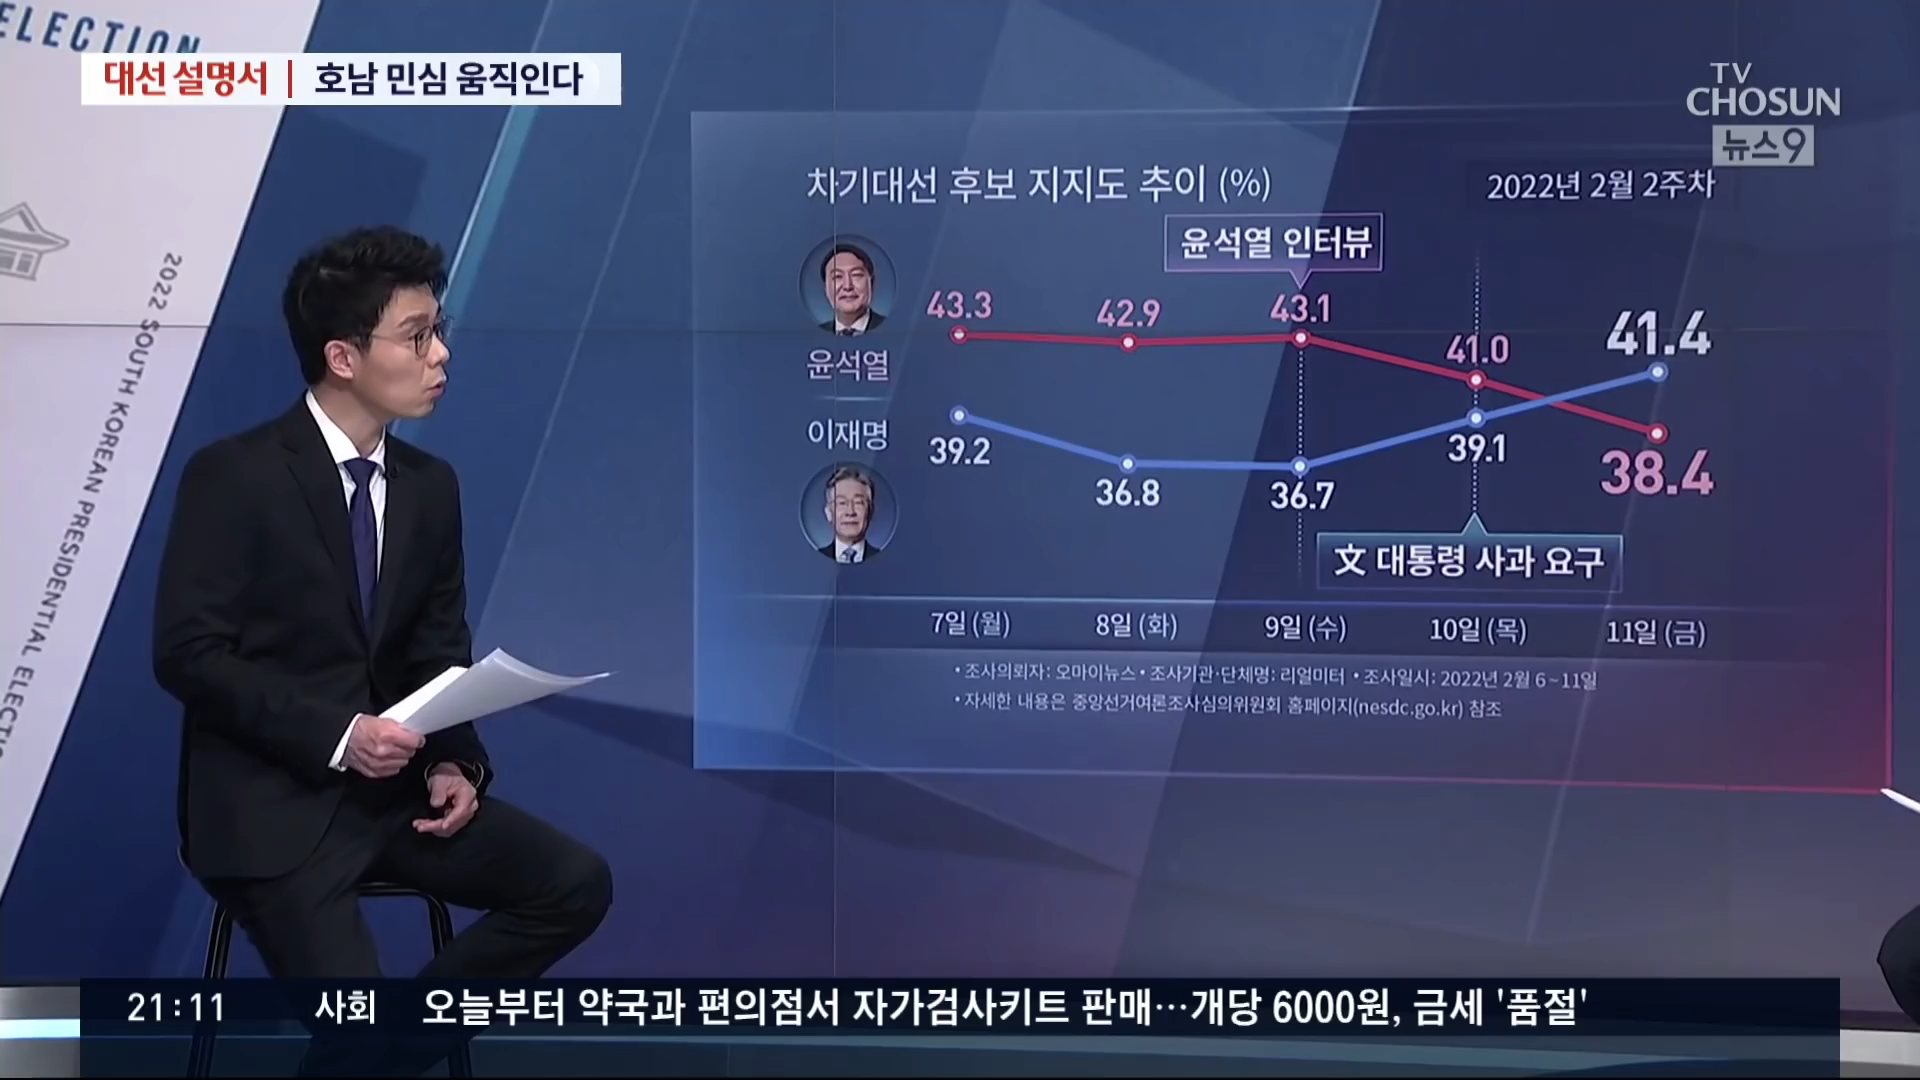 ELECTION
대선 설명서 | 호남 민심 움직인다
TV
CHOSUN
뉴스9
2022 SOUTH KOREAN PRESIDENTIAL ELECTI
차기대선 후보 지지도 추이 (%)
2022년 2월 2주차
윤석열 인터뷰
윤석열
43.3 42.9 43.1 41.0 38.4
이재명
39.2 36.8 36.7 39.1 41.4
文 대통령 사과 요구
7일 (월) 8일 (화) 9일 (수) 10일 (목) 11일 (금)
• 조사의뢰자: 오마이뉴스 • 조사기관·단체명: 리얼미터 • 조사일시: 2022년 2월 6~11일
• 자세한 내용은 중앙선거여론조사심의위원회 홈페이지(nesdc.go.kr) 참조
21:11 사회 오늘부터 약국과 편의점서 자가검사키트 판매…개당 6000원, 금세 '품절'